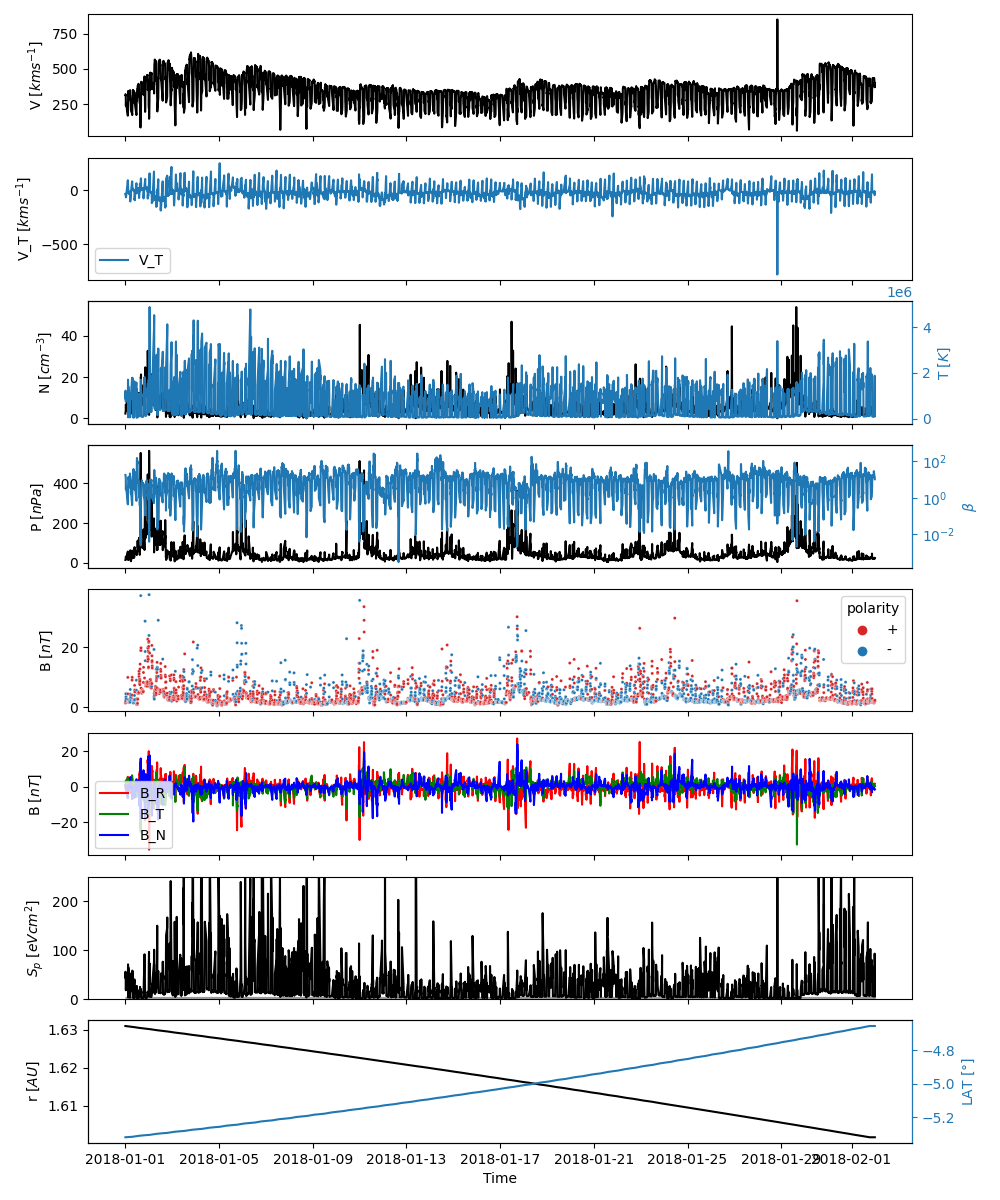 V [kms⁻¹]
750
500
250
V_T [kms⁻¹]
0
−500
V_T
N [cm⁻³]
40
20
0
1e6
4
2
0
T [K]
P [nPa]
400
200
0
10²
10⁰
10⁻²
β
B [nT]
20
0
polarity
+
-
B [nT]
20
0
−20
B_R
B_T
B_N
Sₚ [eVcm²]
200
100
0
r [AU]
1.63
1.62
1.61
−4.8
−5.0
−5.2
LAT [°]
2018-01-01 2018-01-05 2018-01-09 2018-01-13 2018-01-17 2018-01-21 2018-01-25 2018-01-29 2018-02-01
Time